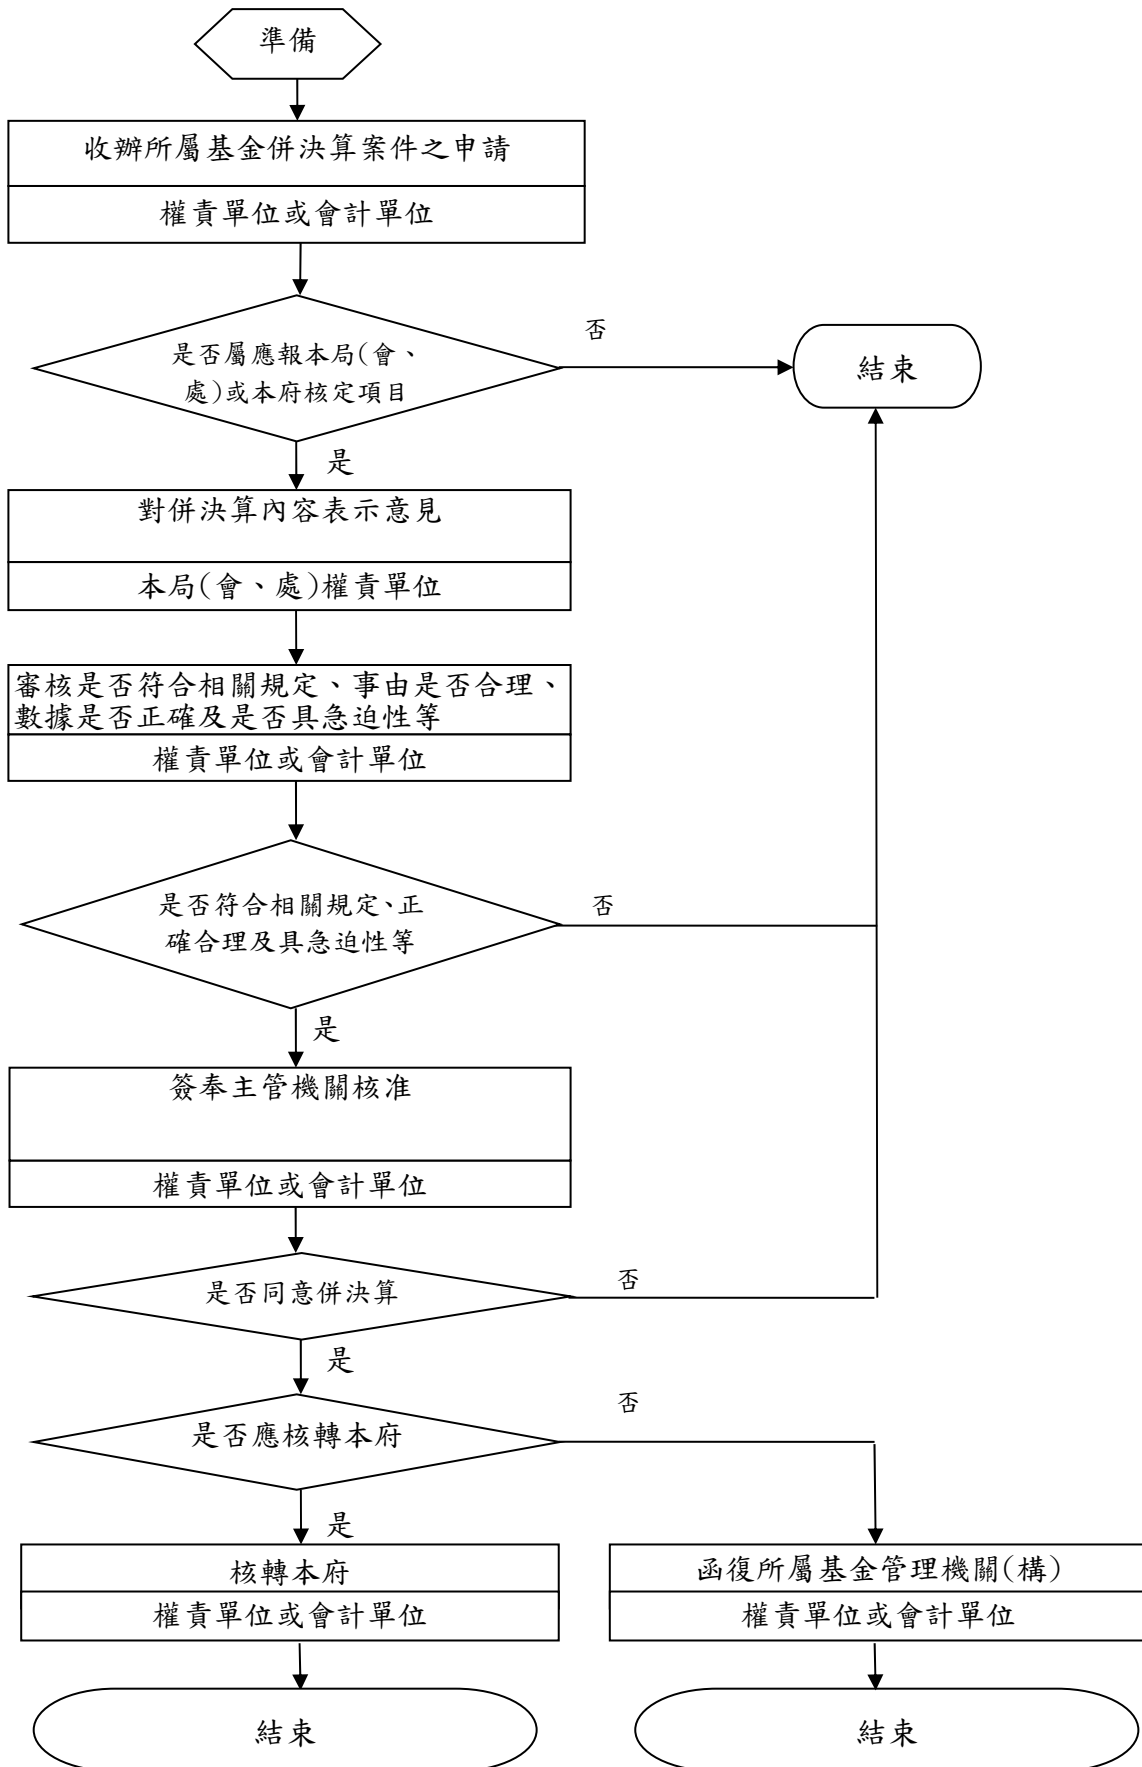 準備
收辦所屬基金併決算案件之申請
權責單位或會計單位
是否屬應報本局(會、
處)或本府核定項目
否
結束
是
對併決算內容表示意見
本局(會、處)權責單位
審核是否符合相關規定、事由是否合理、
數據是否正確及是否具急迫性等
權責單位或會計單位
是否符合相關規定、正
確合理及具急迫性等
否
是
簽奉主管機關核准
權責單位或會計單位
是否同意併決算
否
是
是否應核轉本府
否
是
核轉本府
權責單位或會計單位
函復所屬基金管理機關(構)
權責單位或會計單位
結束
結束